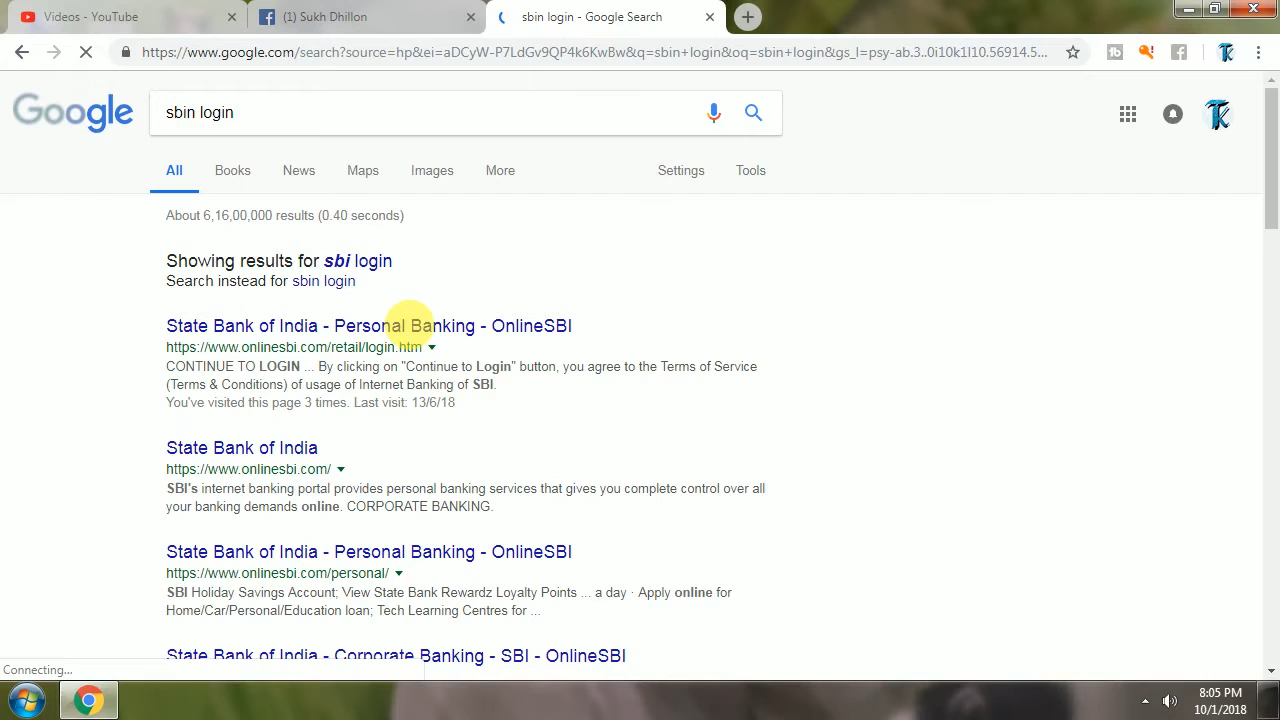 Videos - YouTube
(1) Sukh Dhillon
sbin login - Google Search
https://www.google.com/search?source=hp&ei=aDCyW-P7LdGv9QP4k6KwBw&q=sbin+login&oq=sbin+login&gs_l=psy-ab.3..0i10k1l10.56914.5...
Google
sbin login
All
Books
News
Maps
Images
More
Settings
Tools
About 6,16,00,000 results (0.40 seconds)
Showing results for sbi login
Search instead for sbin login
State Bank of India - Personal Banking - OnlineSBI
https://www.onlinesbi.com/retail/login.htm
CONTINUE TO LOGIN ... By clicking on "Continue to Login" button, you agree to the Terms of Service
(Terms & Conditions) of usage of Internet Banking of SBI.
You've visited this page 3 times. Last visit: 13/6/18
State Bank of India
https://www.onlinesbi.com/
SBI's internet banking portal provides personal banking services that gives you complete control over all
your banking demands online. CORPORATE BANKING.
State Bank of India - Personal Banking - OnlineSBI
https://www.onlinesbi.com/personal/
SBI Holiday Savings Account; View State Bank Rewardz Loyalty Points ... a day · Apply online for
Home/Car/Personal/Education loan; Tech Learning Centres for ...
State Bank of India - Corporate Banking - SBI - OnlineSBI
Connecting...
8:05 PM
10/1/2018